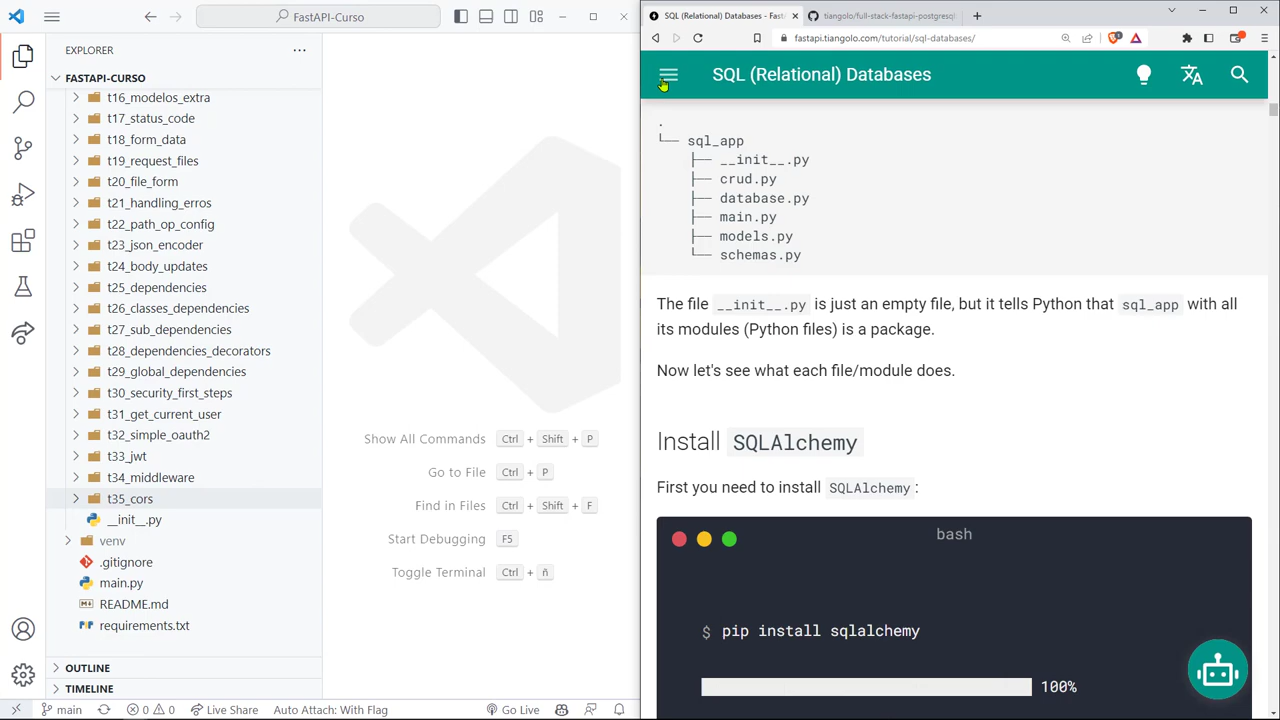 FastAPI-Curso
EXPLORER
FASTAPI-CURSO
t16_modelos_extra
t17_status_code
t18_form_data
t19_request_files
t20_file_form
t21_handling_erros
t22_path_op_config
t23_json_encoder
t24_body_updates
t25_dependencies
t26_classes_dependencies
t27_sub_dependencies
t28_dependencies_decorators
t29_global_dependencies
t30_security_first_steps
t31_get_current_user
t32_simple_oauth2
t33_jwt
t34_middleware
t35_cors
__init__.py
venv
.gitignore
main.py
README.md
requirements.txt
OUTLINE
TIMELINE
Show All Commands Ctrl + Shift + P
Go to File Ctrl + P
Find in Files Ctrl + Shift + F
Start Debugging F5
Toggle Terminal Ctrl + ñ
main 0 0 Live Share Auto Attach: With Flag Go Live
SQL (Relational) Databases - Fast
tiangolo/full-stack-fastapi-postgresql
fastapi.tiangolo.com/tutorial/sql-databases/
SQL (Relational) Databases
.
└── sql_app
├── __init__.py
├── crud.py
├── database.py
├── main.py
├── models.py
└── schemas.py
The file __init__.py is just an empty file, but it tells Python that sql_app with all
its modules (Python files) is a package.
Now let's see what each file/module does.
Install SQLAlchemy
First you need to install SQLAlchemy:
bash
$ pip install sqlalchemy
100%